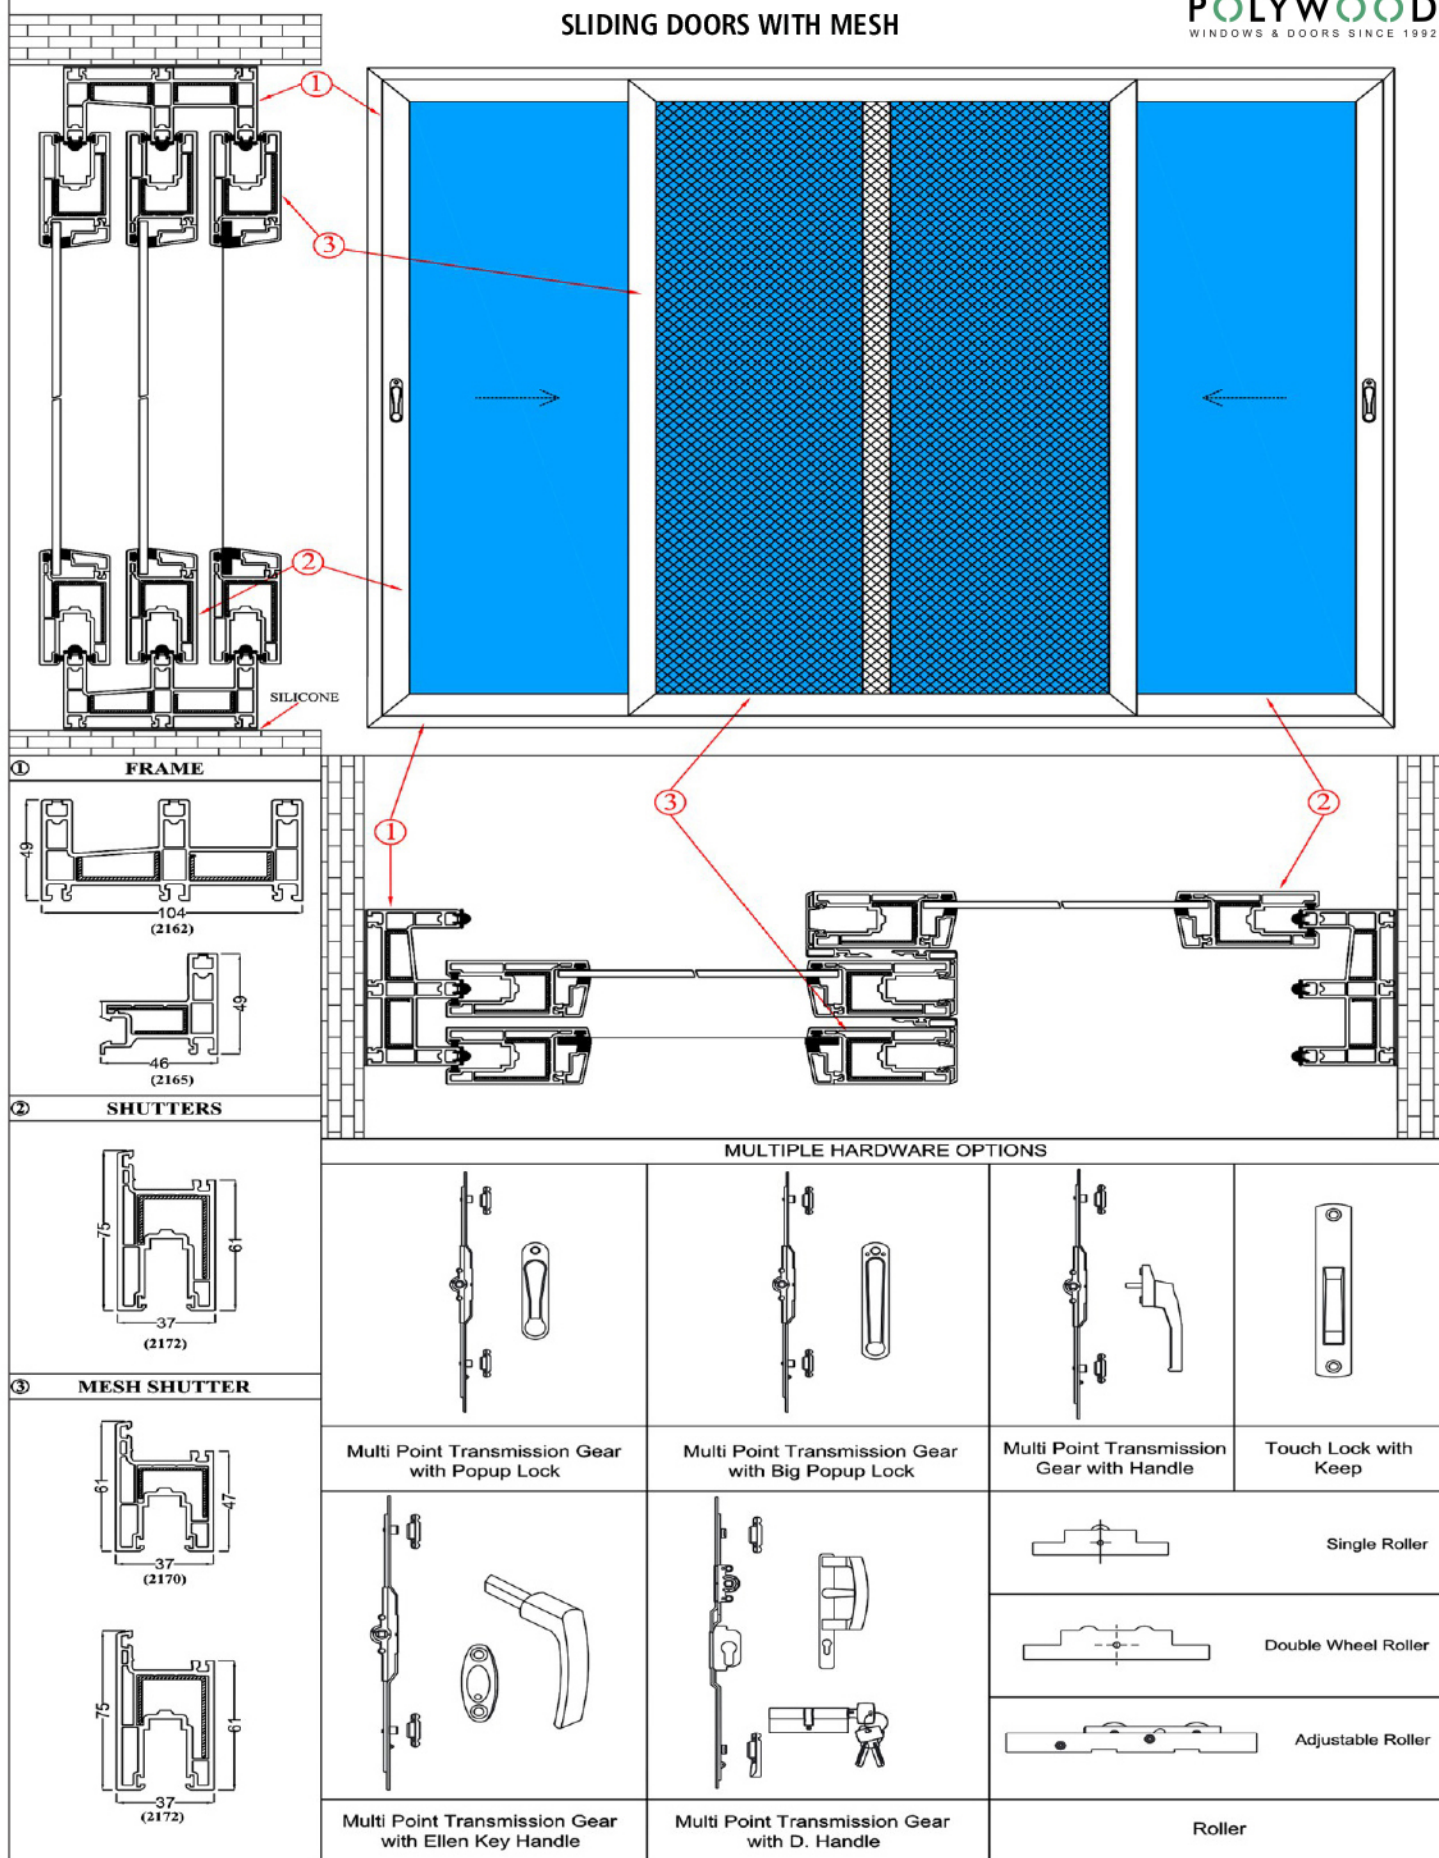 SLIDING DOORS WITH MESH
POLYWOOD
WINDOWS & DOORS SINCE 1992
1
3
2
SILICONE
① FRAME
49
104
(2162)
49
46
(2165)
② SHUTTERS
75
61
37
(2172)
③ MESH SHUTTER
61
47
37
(2170)
75
61
37
(2172)
1
3
2
MULTIPLE HARDWARE OPTIONS
Multi Point Transmission Gear
with Popup Lock
Multi Point Transmission Gear
with Big Popup Lock
Multi Point Transmission
Gear with Handle
Touch Lock with
Keep
Single Roller
Double Wheel Roller
Adjustable Roller
Multi Point Transmission Gear
with Ellen Key Handle
Multi Point Transmission Gear
with D. Handle
Roller